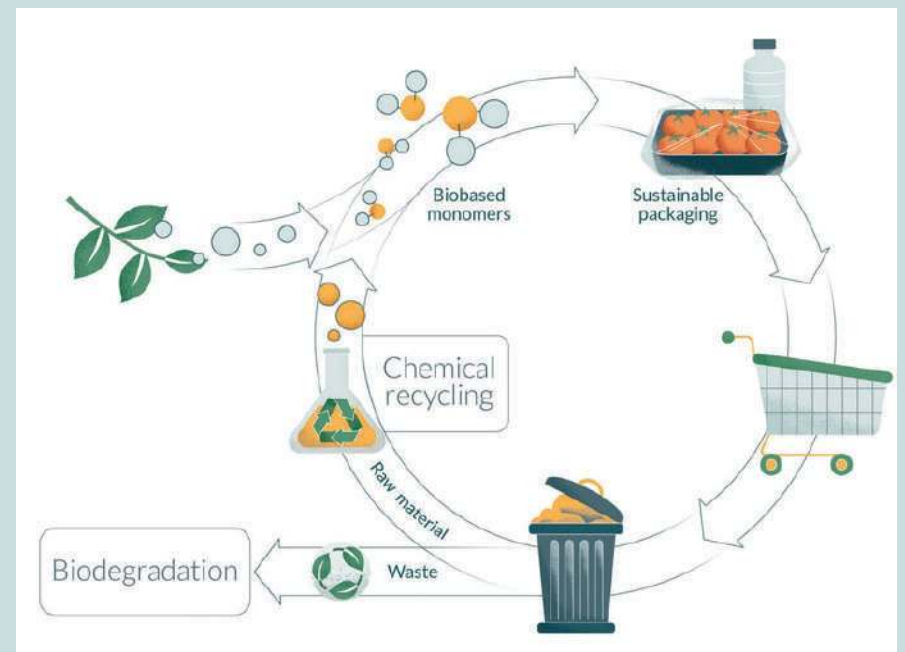 Biobased
monomers
Sustainable
packaging
Chemical
recycling
Raw material
Waste
Biodegradation